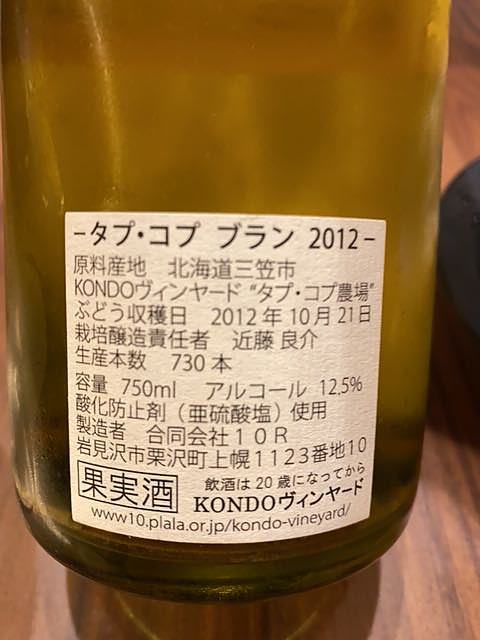 −タプ・コプ ブラン 2012−
原料産地 北海道三笠市
KONDOヴィンヤード “タプ・コプ農場”
ぶどう収穫日 2012年10月21日
栽培醸造責任者 近藤 良介
生産本数 730本
容量 750ml アルコール 12.5%
酸化防止剤（亜硫酸塩）使用
製造者 合同会社10R
岩見沢市栗沢町上幌1123番地10
果実酒
飲酒は20歳になってから
KONDOヴィンヤード
www.10.plala.or.jp/kondo-vineyard/